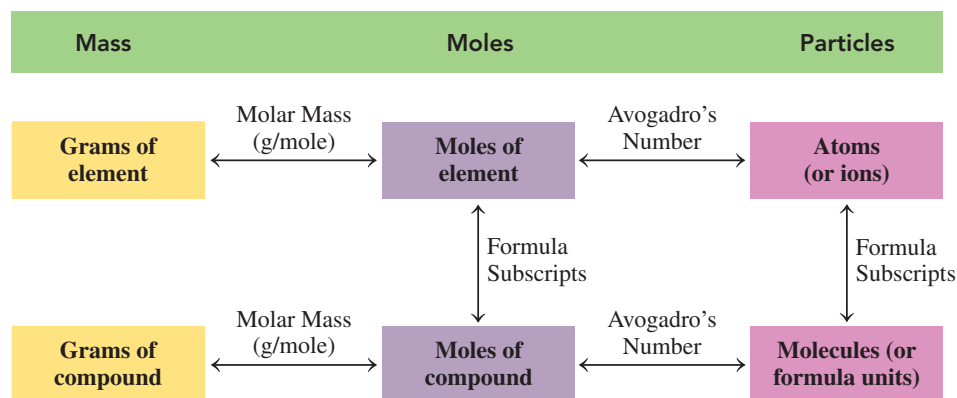 Mass
Moles
Particles
Grams of
element
Molar Mass
(g/mole)
Moles of
element
Avogadro's
Number
Atoms
(or ions)
Formula
Subscripts
Formula
Subscripts
Grams of
compound
Molar Mass
(g/mole)
Moles of
compound
Avogadro's
Number
Molecules (or
formula units)